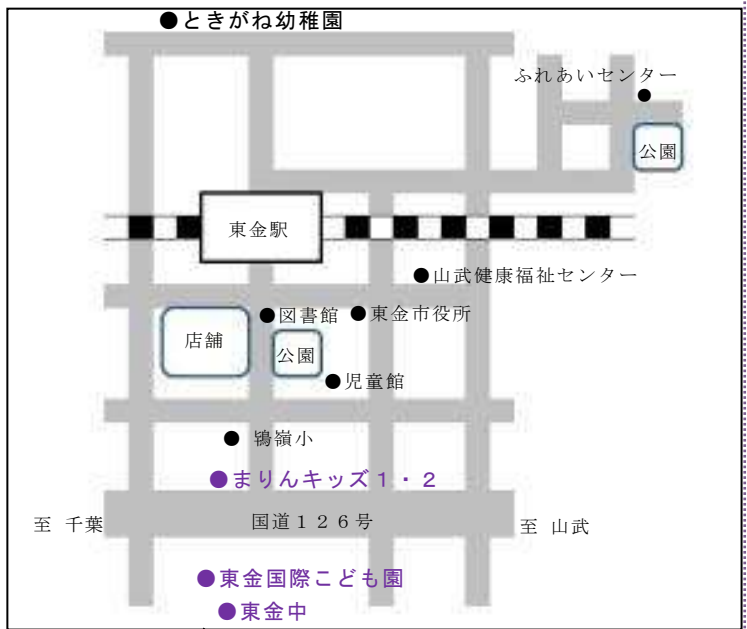 ●ときがね幼稚園
ふれあいセンター
公園
東金駅
●山武健康福祉センター
●図書館
●東金市役所
店舗
公園
●児童館
● 鴇嶺小
●まりんキッズ１・２
至 千葉
国道１２６号
至 山武
●東金国際こども園
●東金中